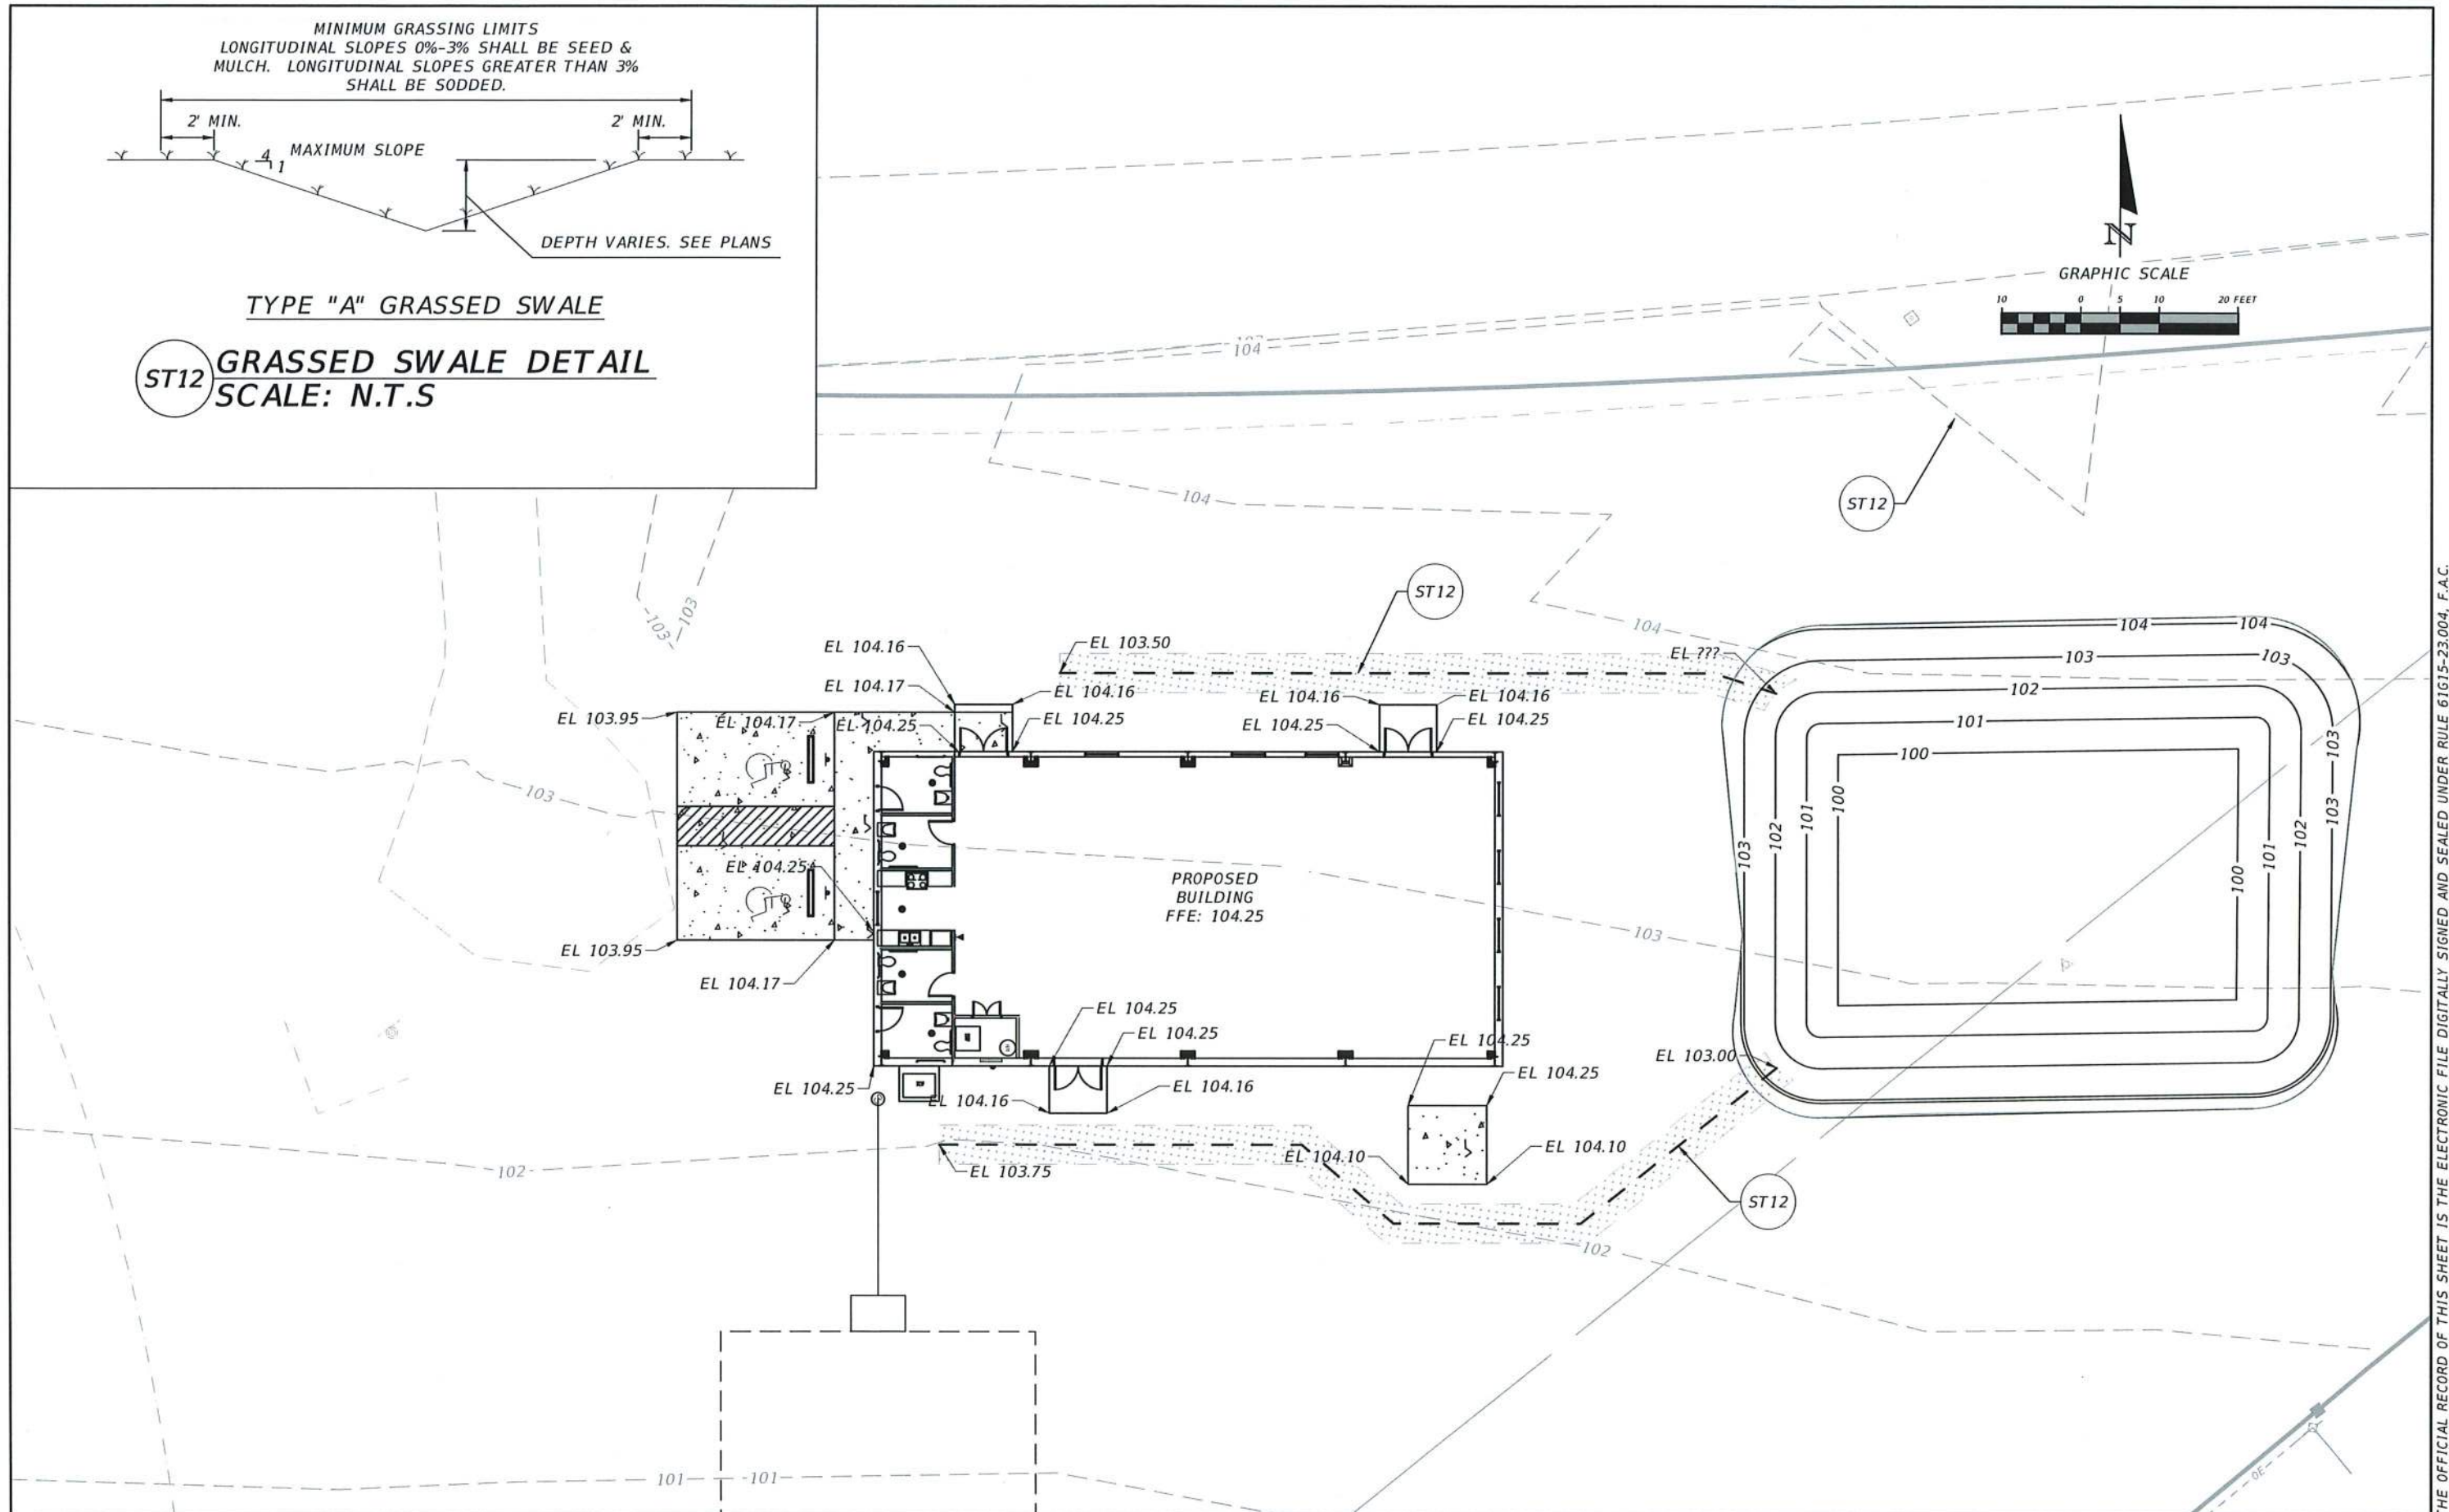 MINIMUM GRASSING LIMITS
LONGITUDINAL SLOPES 0%-3% SHALL BE SEED &
MULCH. LONGITUDINAL SLOPES GREATER THAN 3%
SHALL BE SODDED.
2' MIN.
2' MIN.
4
1
MAXIMUM SLOPE
DEPTH VARIES. SEE PLANS
TYPE "A" GRASSED SWALE
ST12
GRASSED SWALE DETAIL
SCALE: N.T.S
N
GRAPHIC SCALE
10 0 5 10 20 FEET
104
104
ST12
ST12
103
103
104
104
104
EL 104.16
EL 103.50
EL ???
103
103
EL 104.17
EL 104.16
EL 104.16
EL 104.16
102
EL 103.95
EL 104.17
EL 104.25
EL 104.25
EL 104.25
EL 104.25
101
103
100
103
100
101
102
103
103
102
101
100
EL 104.25
PROPOSED
BUILDING
FFE: 104.25
103
EL 103.95
EL 104.17
EL 104.25
EL 104.25
EL 104.25
EL 103.00
EL 104.25
EL 104.25
EL 104.16
EL 104.16
EL 104.10
EL 104.10
102
EL 103.75
ST12
102
101
101
OE
THE OFFICIAL RECORD OF THIS SHEET IS THE ELECTRONIC FILE DIGITALLY SIGNED AND SEALED UNDER RULE 61G15-23.004, F.A.C.